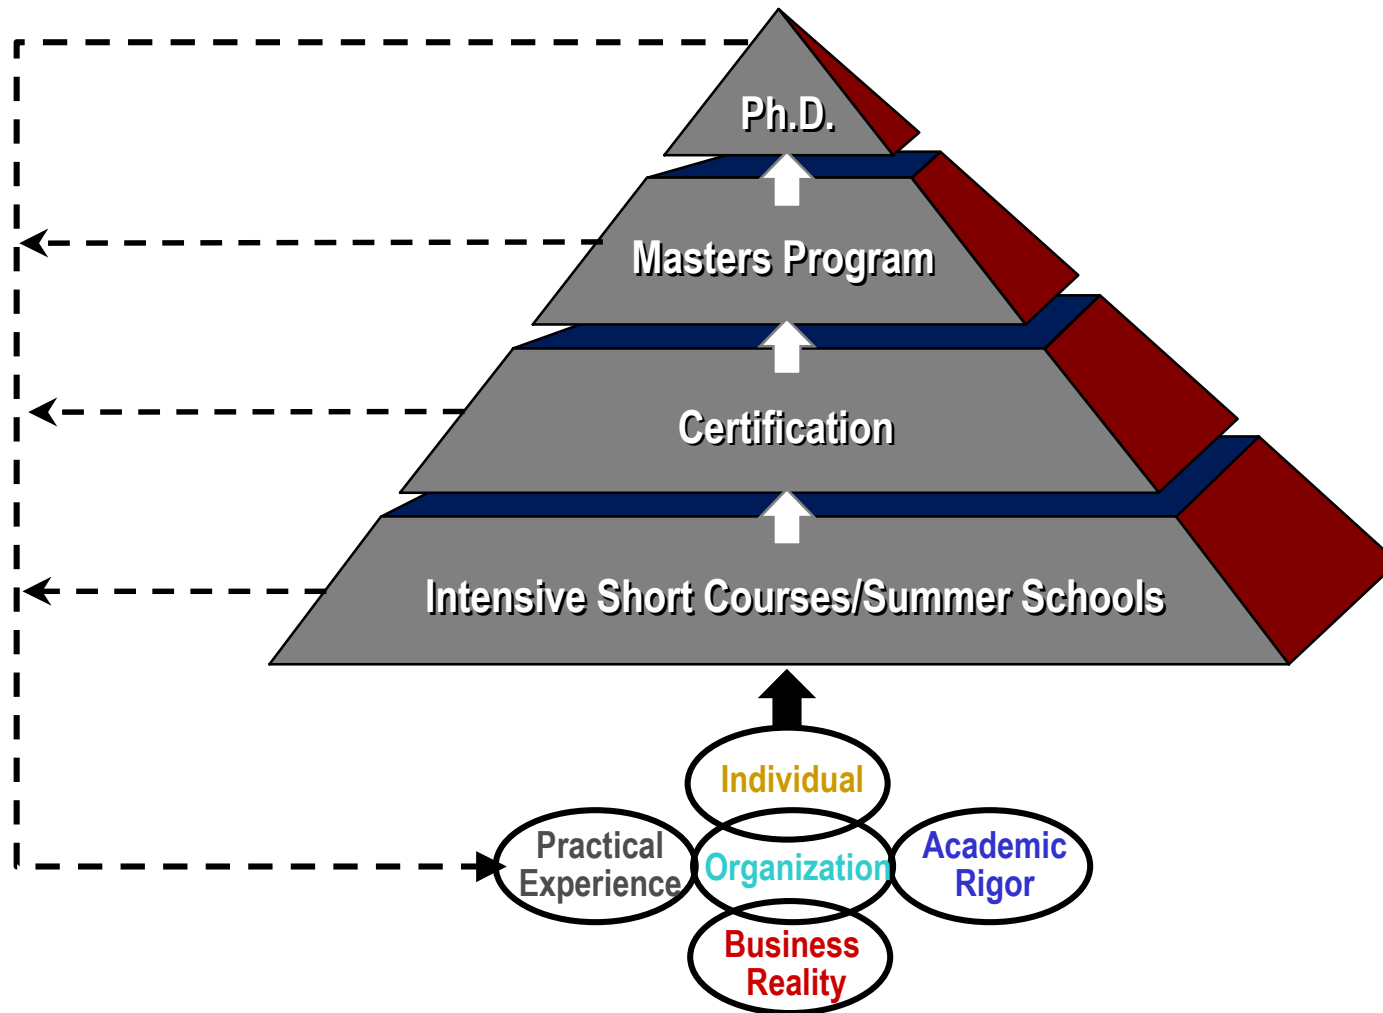 Ph.D.
Masters Program
Certification
Intensive Short Courses/Summer Schools
Individual
Practical
Experience
Organization
Academic
Rigor
Business
Reality